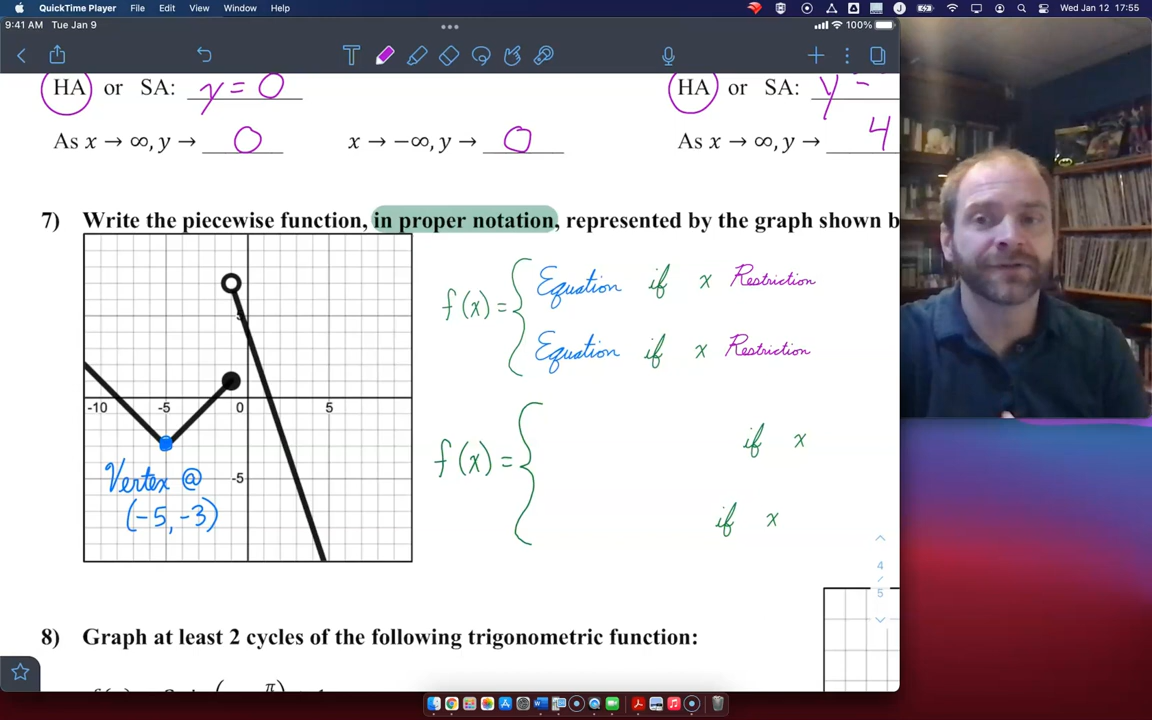 QuickTime Player File Edit View Window Help Wed Jan 12 17:55
9:41 AM Tue Jan 9 100%
HA or SA: y = 0
HA or SA: y =
As x → ∞, y → 0 x → −∞, y → 0
As x → ∞, y → 4
7) Write the piecewise function, in proper notation, represented by the graph shown b
f(x) = { Equation if x Restriction
Equation if x Restriction
5
-10 -5 0 5
-5
Vertex @
(-5, -3)
f(x) = { if x
if x
4
/
5
8) Graph at least 2 cycles of the following trigonometric function: